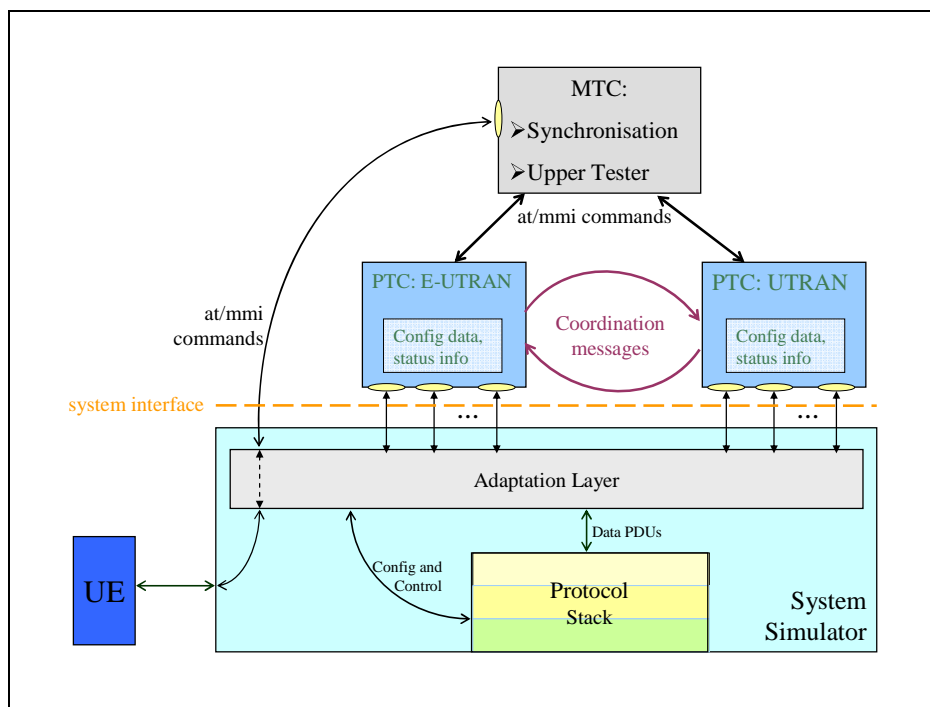 MTC:
➢Synchronisation
➢Upper Tester
at/mmi commands
PTC: E-UTRAN
PTC: UTRAN
at/mmi
commands
Config data,
status info
Coordination
messages
Config data,
status info
system interface
...
...
Adaptation Layer
Data PDUs
Config and
Control
UE
Protocol
Stack
System
Simulator